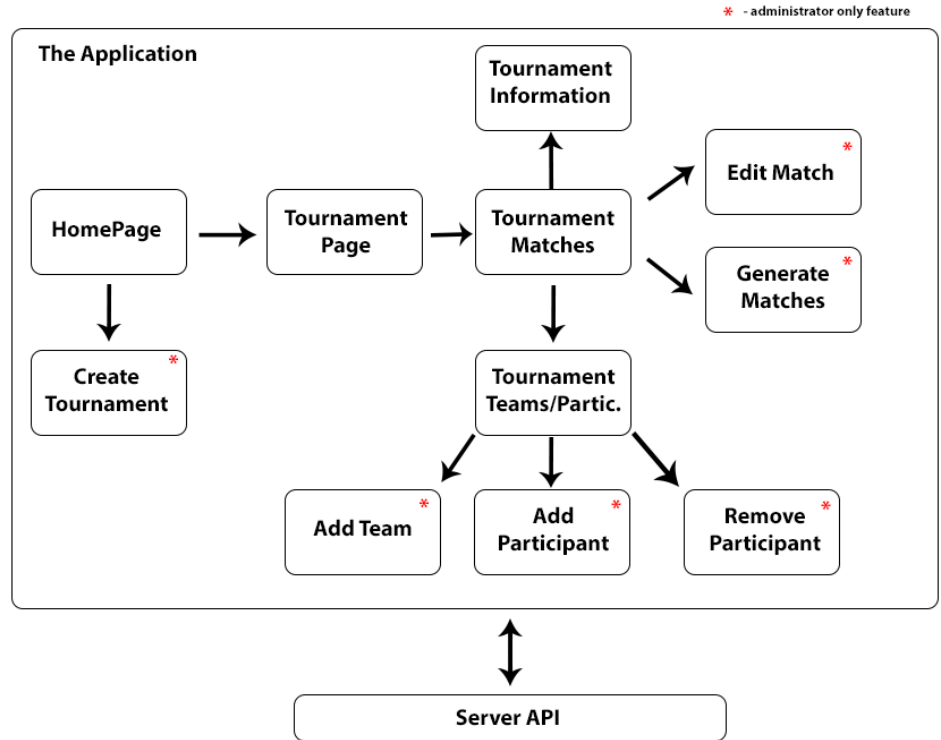 * - administrator only feature
The Application
Tournament
Information
Edit Match *
HomePage
Tournament
Page
Tournament
Matches
Generate *
Matches
Create *
Tournament
Tournament
Teams/Partic.
Add Team *
Add *
Participant
Remove *
Participant
Server API